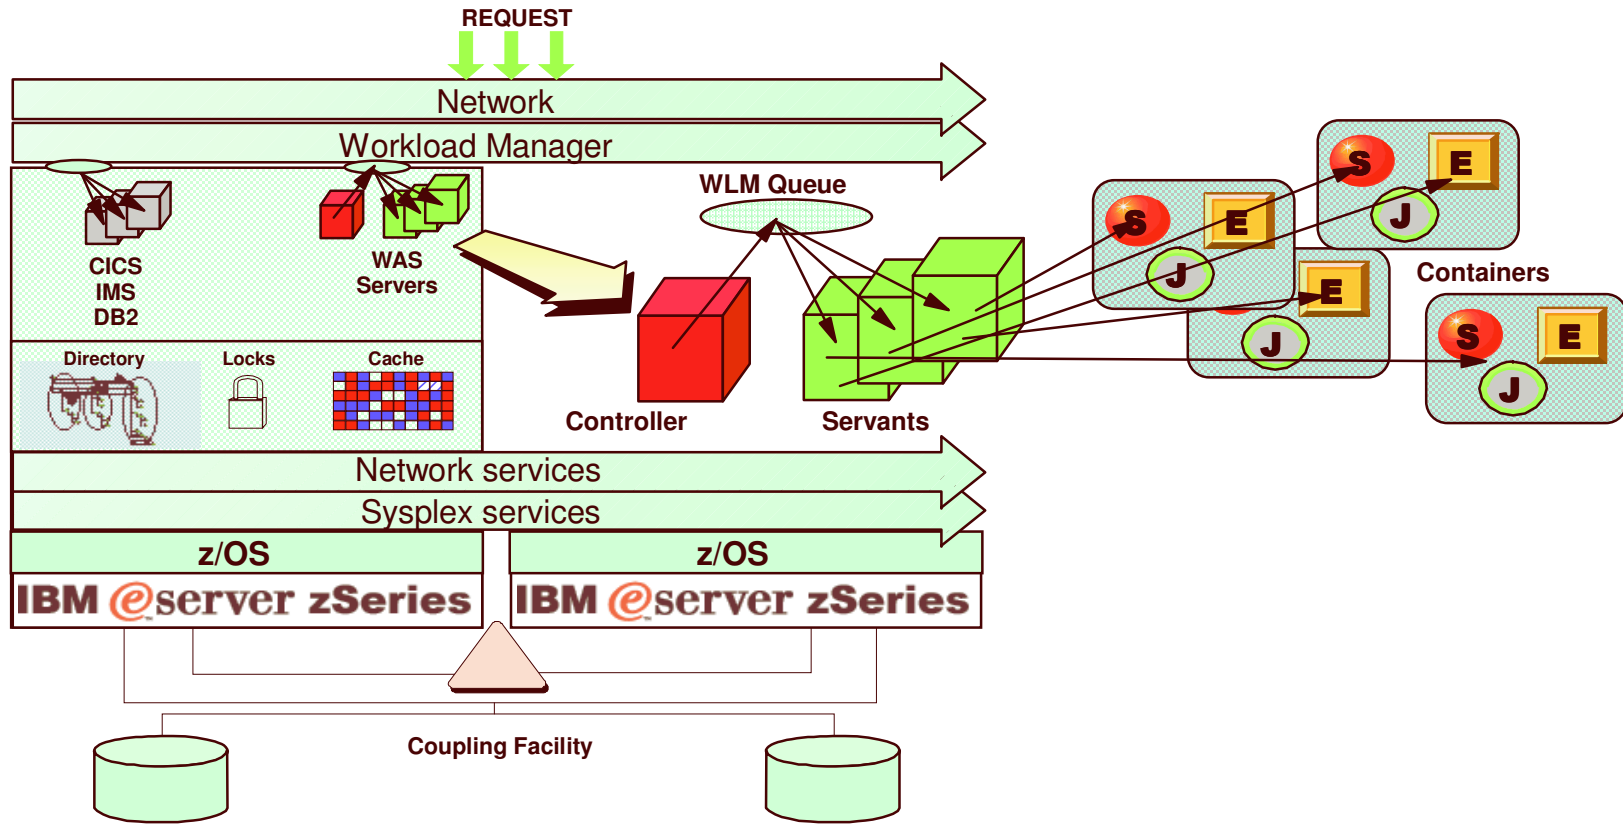 REQUEST
Network
Workload Manager
CICS
IMS
DB2
WAS
Servers
WLM Queue
Controller
Servants
S E
J
S E
J
E
J
S E
J
Containers
Directory
Locks
Cache
Network services
Sysplex services
z/OS
z/OS
IBM eserver zSeries
IBM eserver zSeries
Coupling Facility